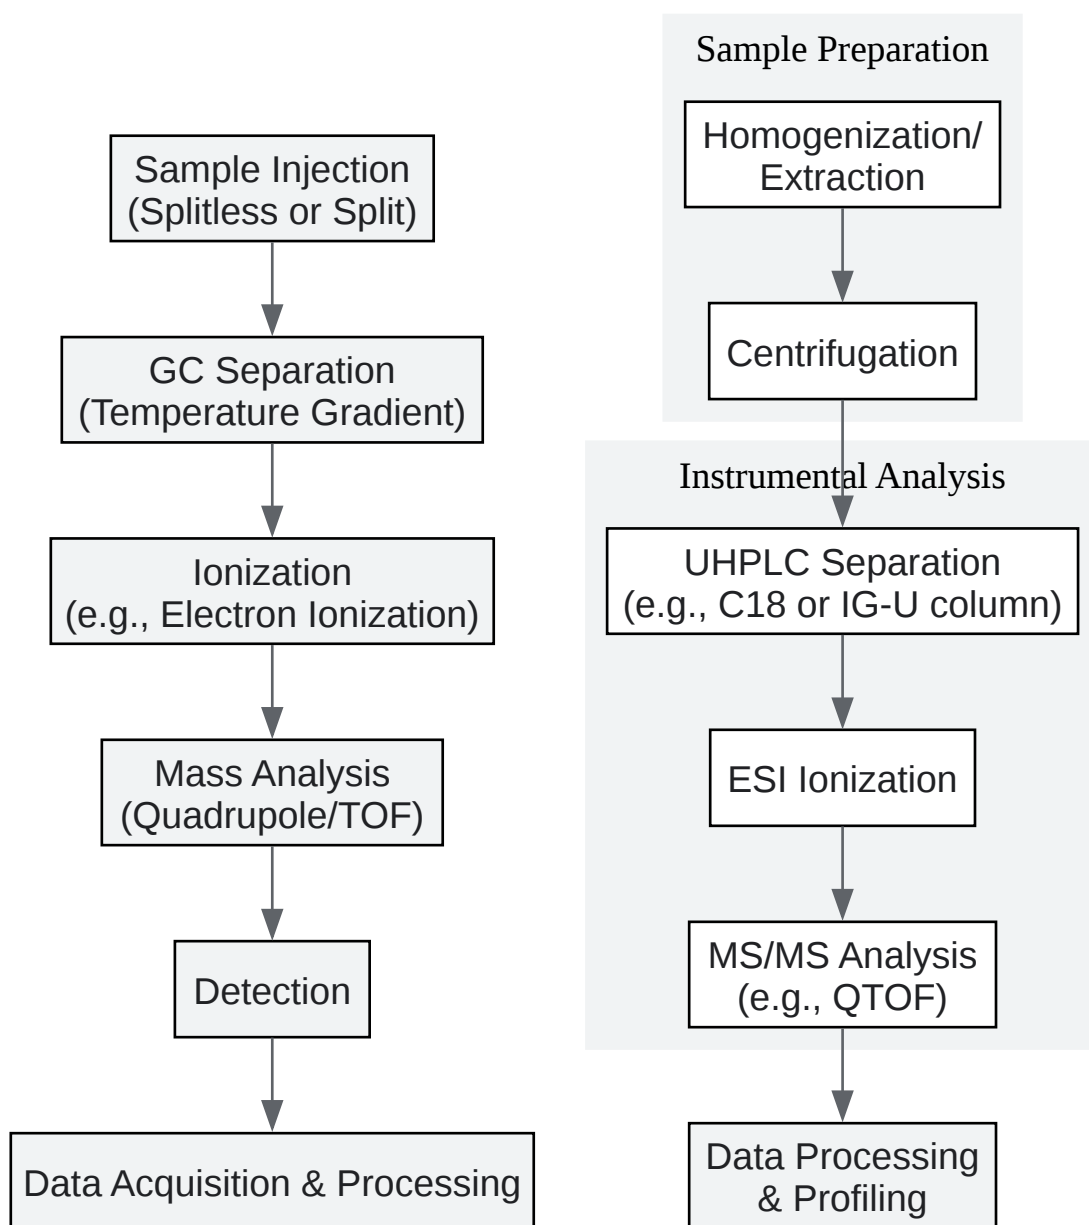 Sample Injection
(Splitless or Split)
GC Separation
(Temperature Gradient)
Ionization
(e.g., Electron Ionization)
Mass Analysis
(Quadrupole/TOF)
Detection
Data Acquisition & Processing
Sample Preparation
Homogenization/
Extraction
Centrifugation
Instrumental Analysis
UHPLC Separation
(e.g., C18 or IG-U column)
ESI Ionization
MS/MS Analysis
(e.g., QTOF)
Data Processing
& Profiling